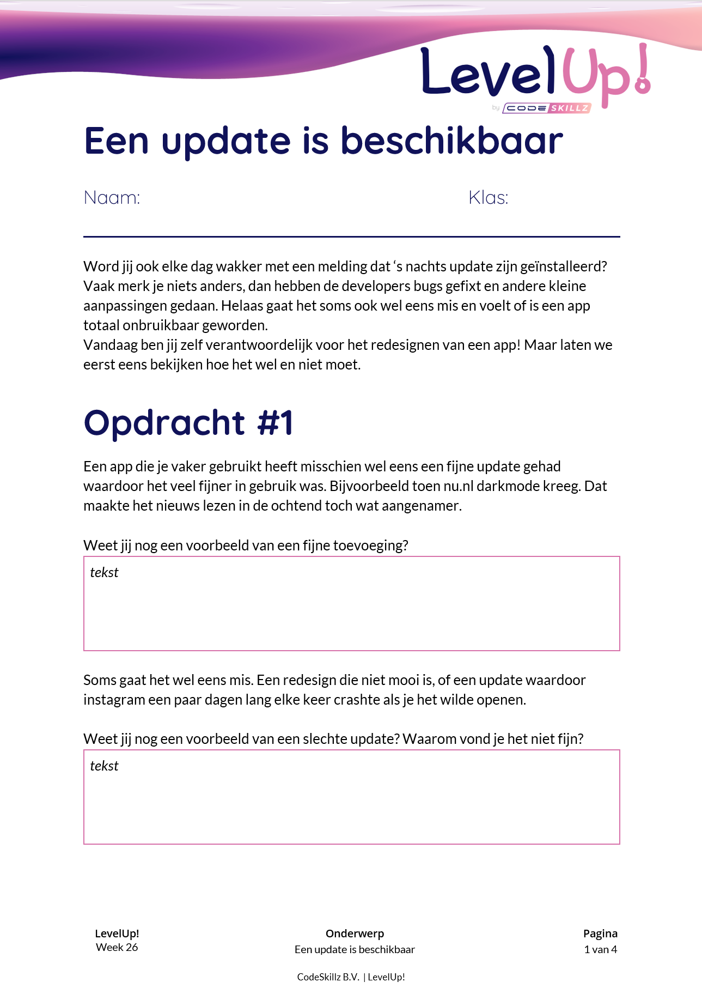 LevelUp!
by CODESKILLZ
Een update is beschikbaar
Naam: Klas:
Word jij ook elke dag wakker met een melding dat ‘s nachts update zijn geïnstalleerd?
Vaak merk je niets anders, dan hebben de developers bugs gefixt en andere kleine
aanpassingen gedaan. Helaas gaat het soms ook wel eens mis en voelt of is een app
totaal onbruikbaar geworden.
Vandaag ben jij zelf verantwoordelijk voor het redesignen van een app! Maar laten we
eerst eens bekijken hoe het wel en niet moet.
Opdracht #1
Een app die je vaker gebruikt heeft misschien wel eens een fijne update gehad
waardoor het veel fijner in gebruik was. Bijvoorbeeld toen nu.nl darkmode kreeg. Dat
maakte het nieuws lezen in de ochtend toch wat aangenamer.
Weet jij nog een voorbeeld van een fijne toevoeging?
tekst
Soms gaat het wel eens mis. Een redesign die niet mooi is, of een update waardoor
instagram een paar dagen lang elke keer crashte als je het wilde openen.
Weet jij nog een voorbeeld van een slechte update? Waarom vond je het niet fijn?
tekst
LevelUp! Onderwerp Pagina
Week 26 Een update is beschikbaar 1 van 4
CodeSkillz B.V. | LevelUp!